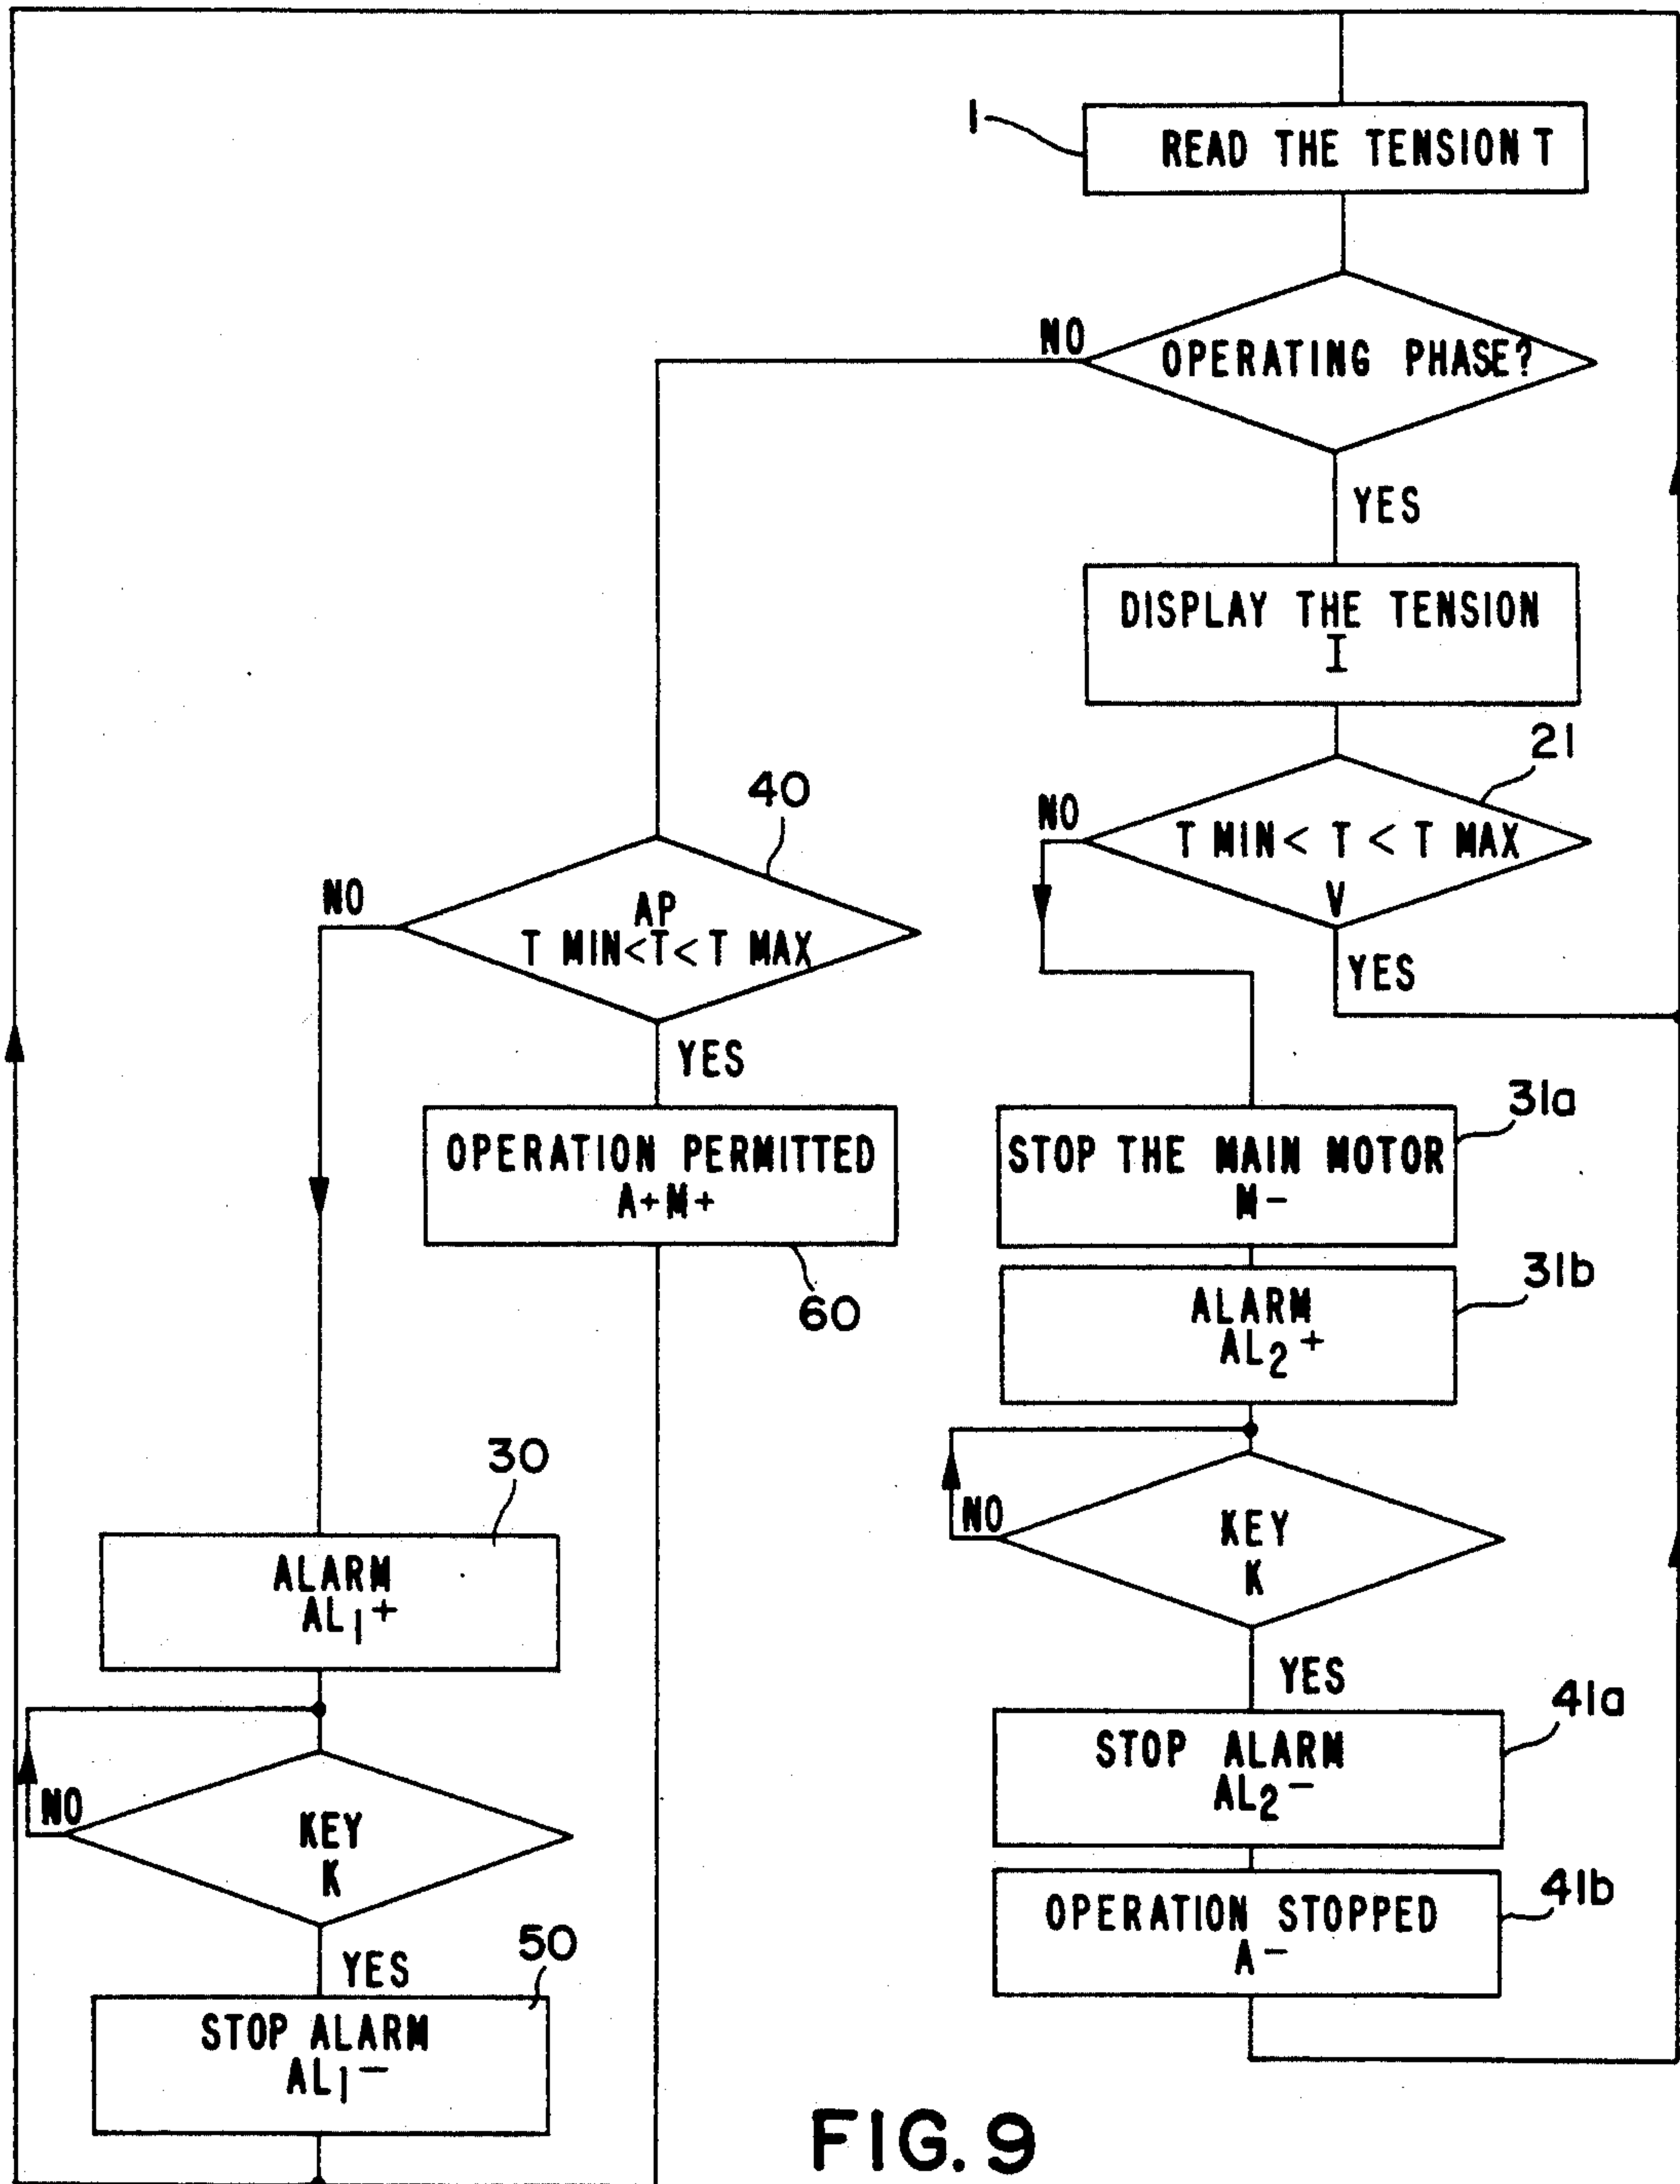 1
READ THE TENSION T
NO
OPERATING PHASE?
YES
DISPLAY THE TENSION
I
21
NO
T MIN< T < T MAX
V
YES
40
NO
AP
T MIN<T<T MAX
YES
OPERATION PERMITTED
A+M+
60
31a
STOP THE MAIN MOTOR
M-
31b
ALARM
AL2+
NO
KEY
K
YES
30
ALARM
AL1+
NO
KEY
K
YES
50
STOP ALARM
AL1-
41a
STOP ALARM
AL2-
41b
OPERATION STOPPED
A-
FIG. 9